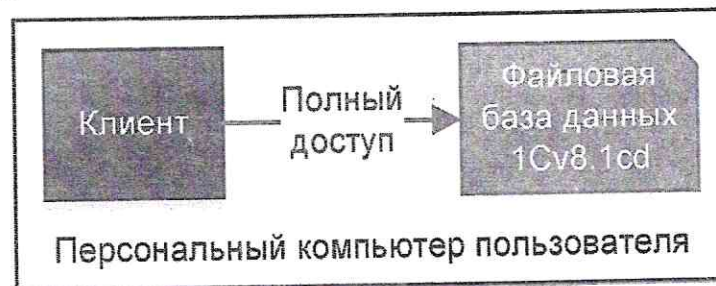 Клиент
Полный
доступ
Файловая
база данных
1Cv8.1cd
Персональный компьютер пользователя